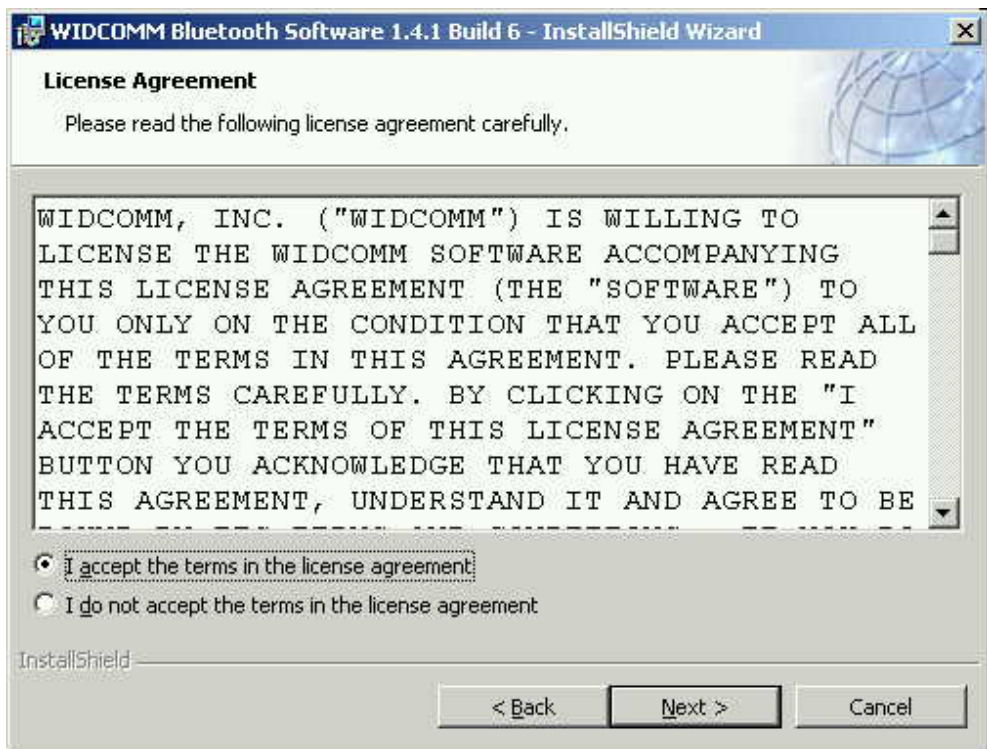 WIDCOMM Bluetooth Software 1.4.1 Build 6 - InstallShield Wizard
License Agreement
Please read the following license agreement carefully.
WIDCOMM, INC. ("WIDCOMM") IS WILLING TO
LICENSE THE WIDCOMM SOFTWARE ACCOMPANYING
THIS LICENSE AGREEMENT (THE "SOFTWARE") TO
YOU ONLY ON THE CONDITION THAT YOU ACCEPT ALL
OF THE TERMS IN THIS AGREEMENT. PLEASE READ
THE TERMS CAREFULLY. BY CLICKING ON THE "I
ACCEPT THE TERMS OF THIS LICENSE AGREEMENT"
BUTTON YOU ACKNOWLEDGE THAT YOU HAVE READ
THIS AGREEMENT, UNDERSTAND IT AND AGREE TO BE
I accept the terms in the license agreement
I do not accept the terms in the license agreement
InstallShield
< Back
Next >
Cancel